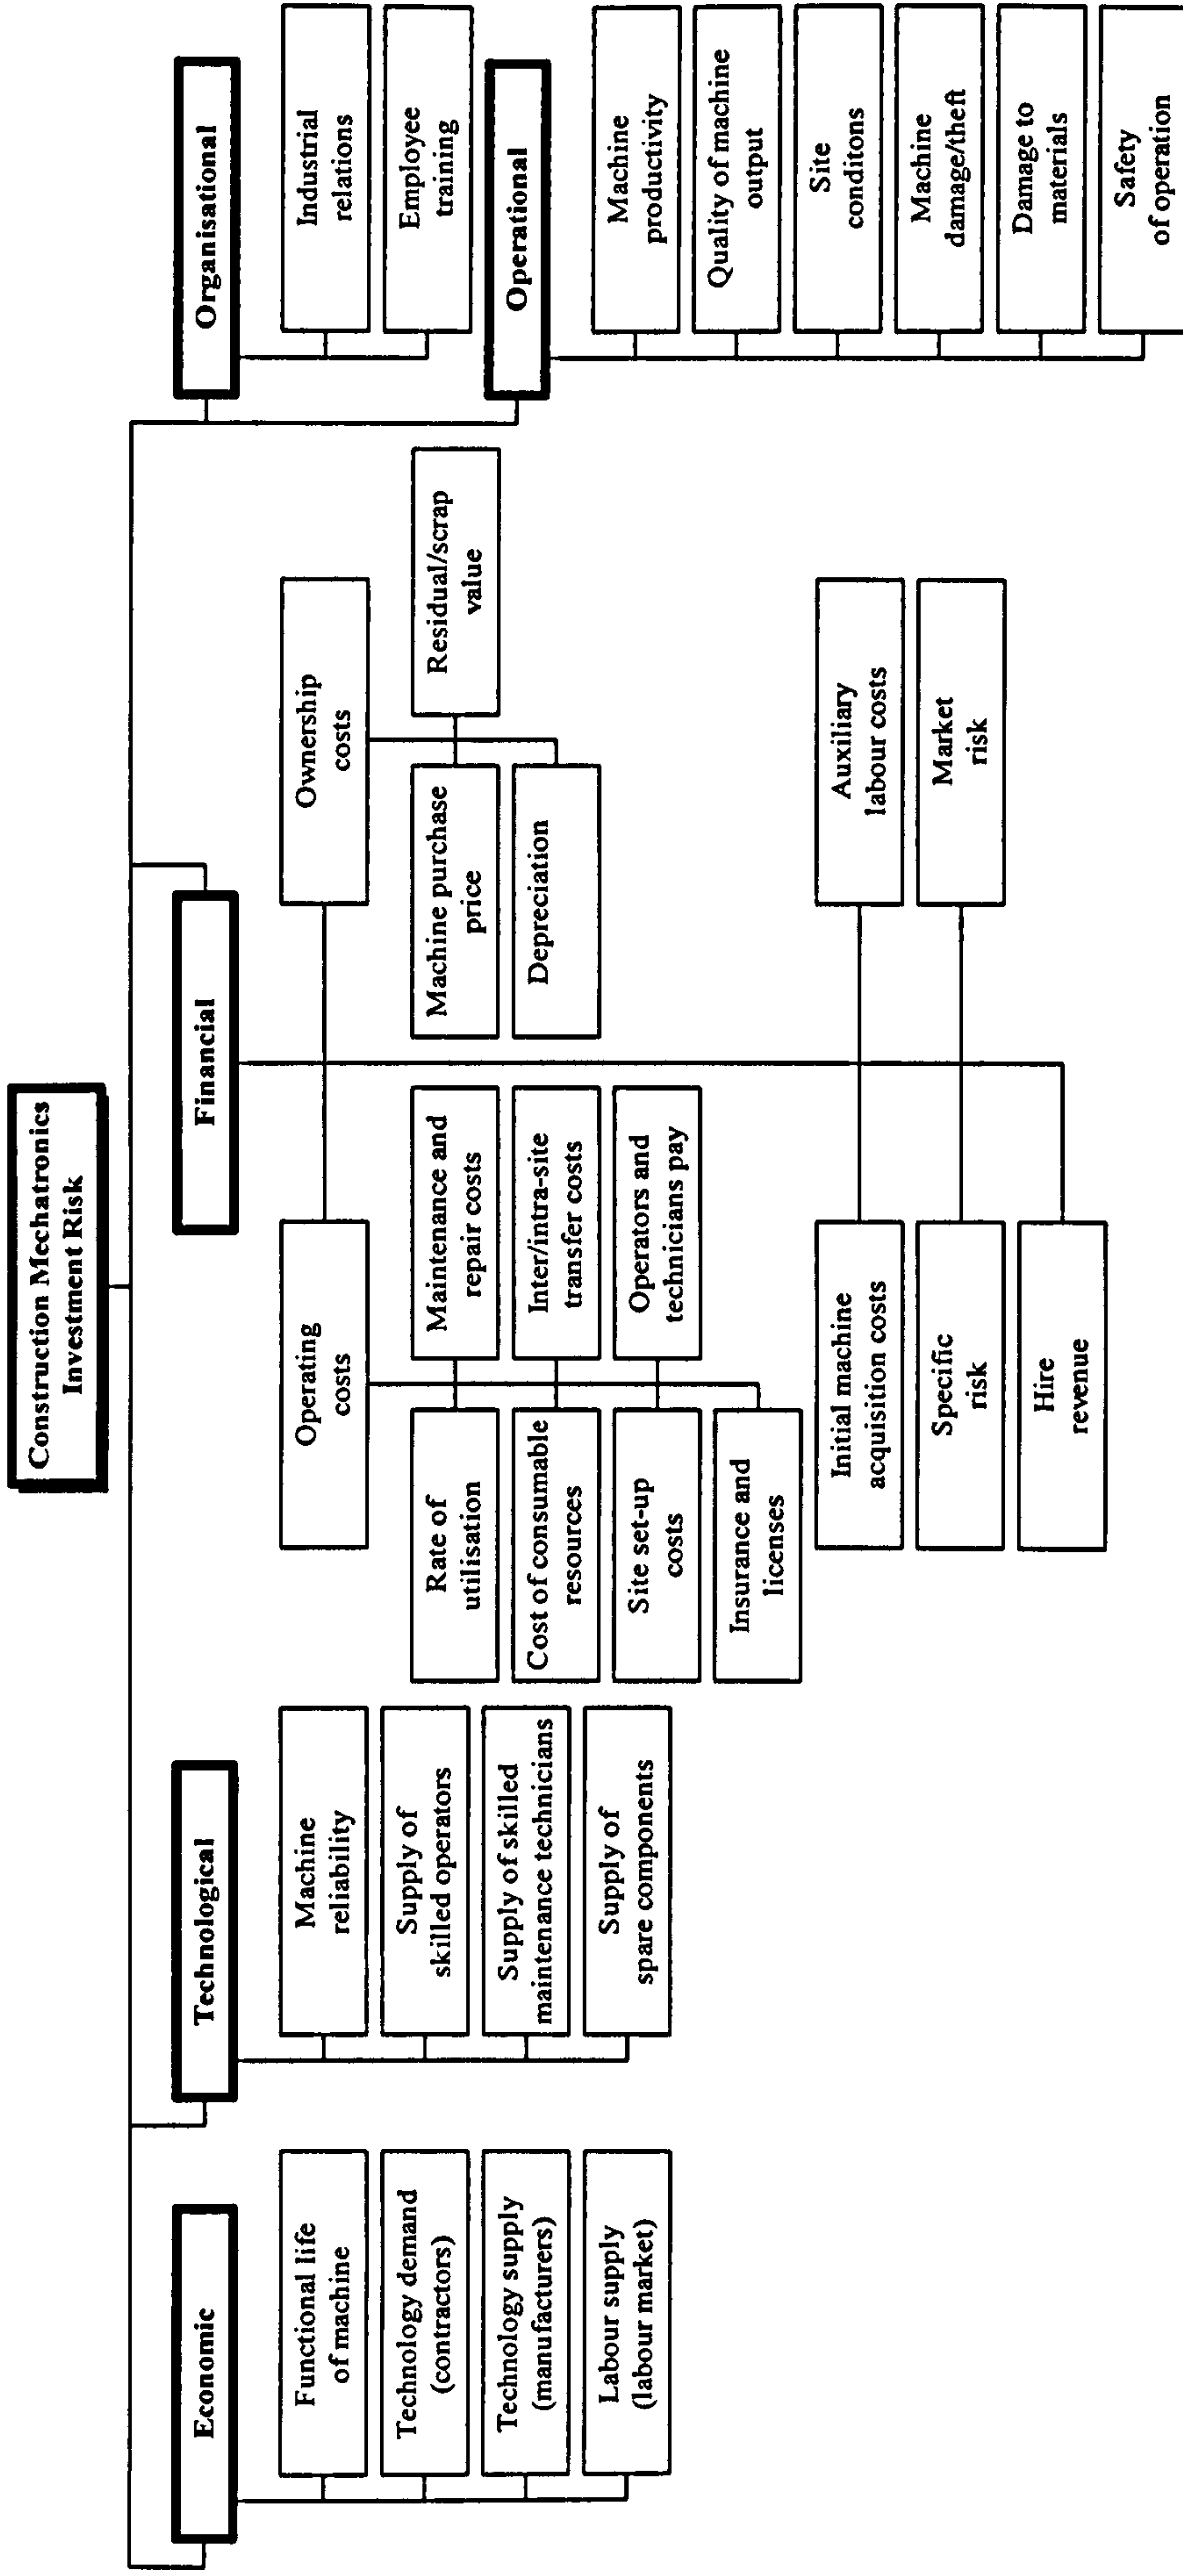 Construction Mechatronics
Investment Risk
Economic
Functional life
of machine
Technology demand
(contractors)
Technology supply
(manufacturers)
Labour supply
(labour market)
Technological
Machine
reliability
Supply of
skilled operators
Supply of skilled
maintenance technicians
Supply of
spare components
Financial
Operating
costs
Rate of
utilisation
Maintenance and
repair costs
Cost of consumable
resources
Inter/intra-site
transfer costs
Site set-up
costs
Operators and
technicians pay
Insurance and
licenses
Ownership
costs
Machine purchase
price
Residual/scrap
value
Depreciation
Initial machine
acquisition costs
Auxiliary
labour costs
Specific
risk
Market
risk
Hire
revenue
Organisational
Industrial
relations
Employee
training
Operational
Machine
productivity
Quality of machine
output
Site
conditons
Machine
damage/theft
Damage to
materials
Safety
of operation